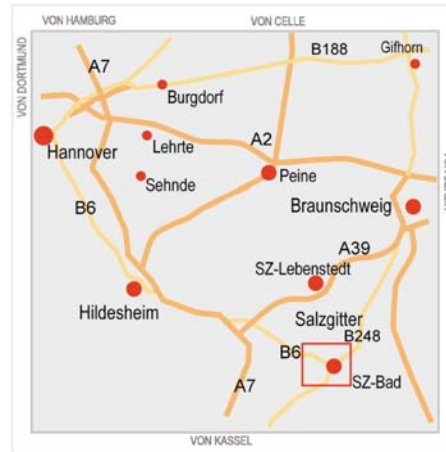 VON HAMBURG
VON CELLE
VON DORTMUND
B188
Gifhorn
A7
Burgdorf
Lehrte
A2
Hannover
Sehnde
Peine
B6
Braunschweig
A39
SZ-Lebenstedt
Hildesheim
Salzgitter
B248
B6
SZ-Bad
A7
VON KASSEL